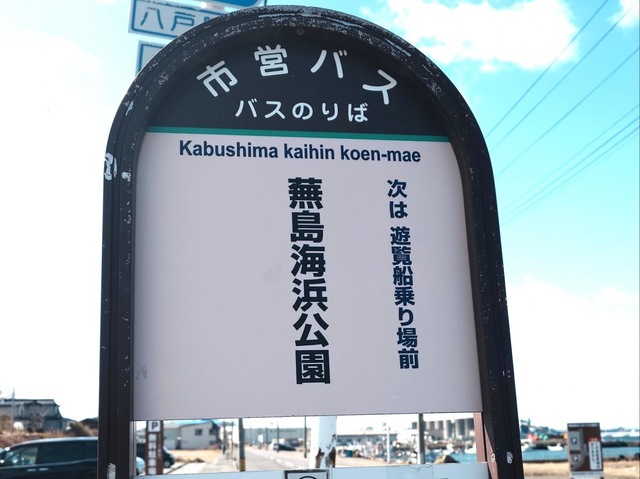 八戸
市営バス
バスのりば
Kabushima kaihin koen-mae
次は 遊覧船乗り場前
蕪島海浜公園